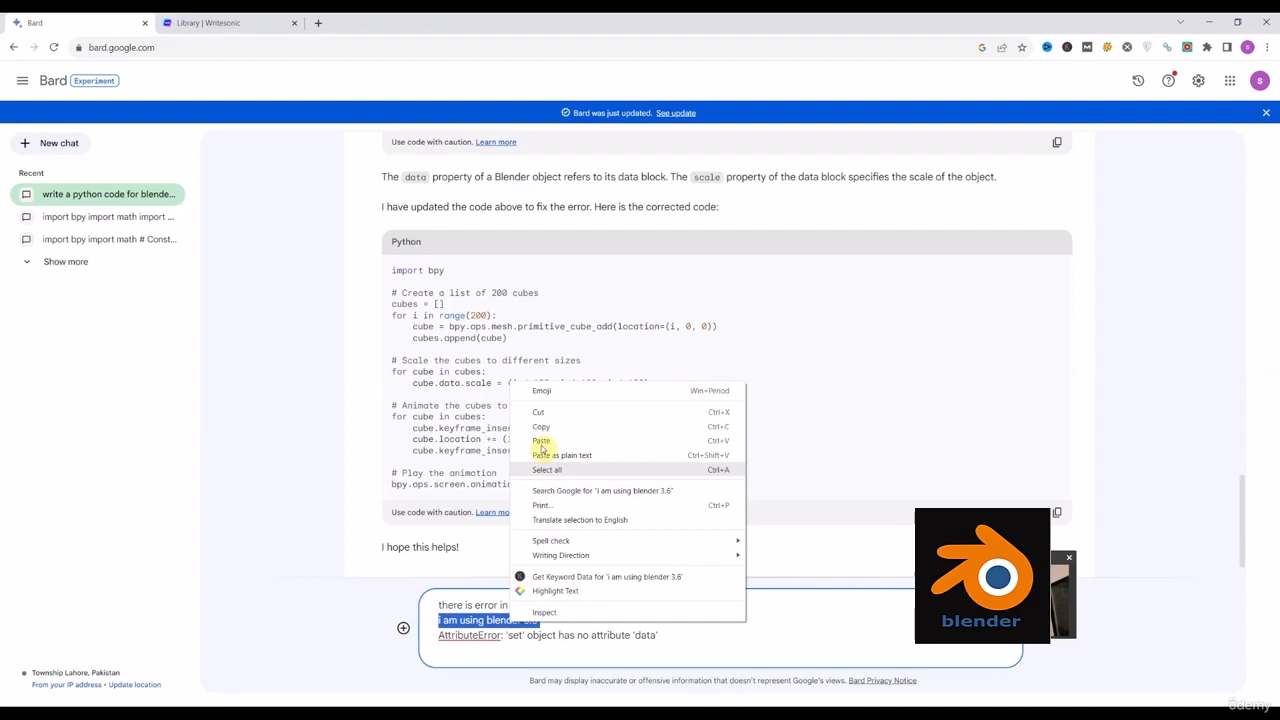 Bard
Library | Writesonic
bard.google.com
Bard
Experiment
Bard was just updated. See update
New chat
Recent
write a python code for blende...
import bpy import math import ...
import bpy import math # Const...
Show more
Use code with caution. Learn more
The data property of a Blender object refers to its data block. The scale property of the data block specifies the scale of the object.
I have updated the code above to fix the error. Here is the corrected code:
Python
import bpy
# Create a list of 200 cubes
cubes = []
for i in range(200):
cube = bpy.ops.mesh.primitive_cube_add(location=(i, 0, 0))
cubes.append(cube)
# Scale the cubes to different sizes
for cube in cubes:
cube.data.scale =
# Animate the cubes to
for cube in cubes:
cube.keyframe_inser
cube.location += (i
cube.keyframe_inser
# Play the animation
bpy.ops.screen.animatio
Use code with caution. Learn mo
I hope this helps!
Emoji Win+Period
Cut Ctrl+X
Copy Ctrl+C
Paste Ctrl+V
Paste as plain text Ctrl+Shift+V
Select all Ctrl+A
Search Google for "i am using blender 3.6"
Print... Ctrl+P
Translate selection to English
Spell check
Writing Direction
Get Keyword Data for 'i am using blender 3.6'
Highlight Text
Inspect
there is error in
i am using blender 3.6
AttributeError: 'set' object has no attribute 'data'
blender
Township Lahore, Pakistan
From your IP address • Update location
Bard may display inaccurate or offensive information that doesn't represent Google's views. Bard Privacy Notice
ûdemy